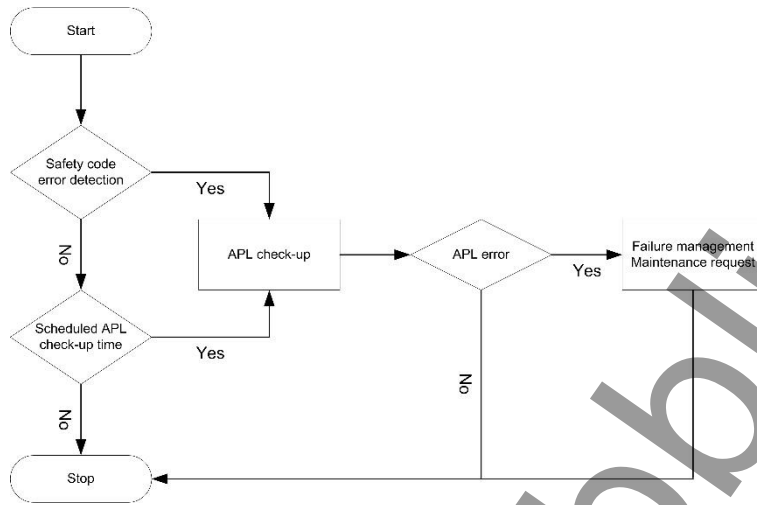 Start
Safety code
error detection
Yes
No
APL check-up
APL error
Yes
Failure management
Maintenance request
Scheduled APL
check-up time
Yes
No
No
Stop